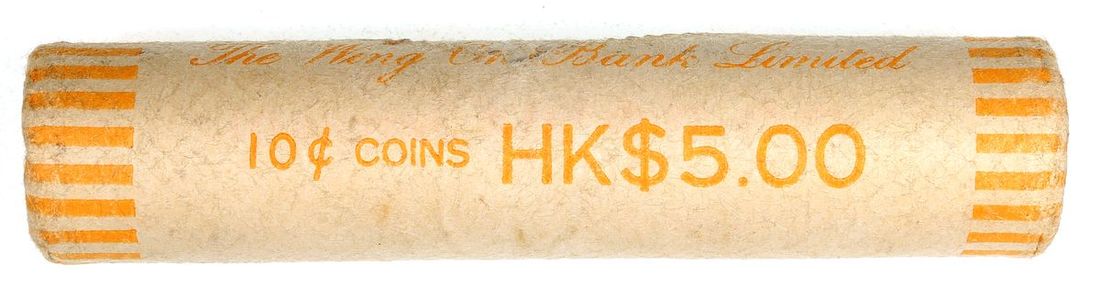 The Wing On Bank Limited
10¢ COINS HK$5.00